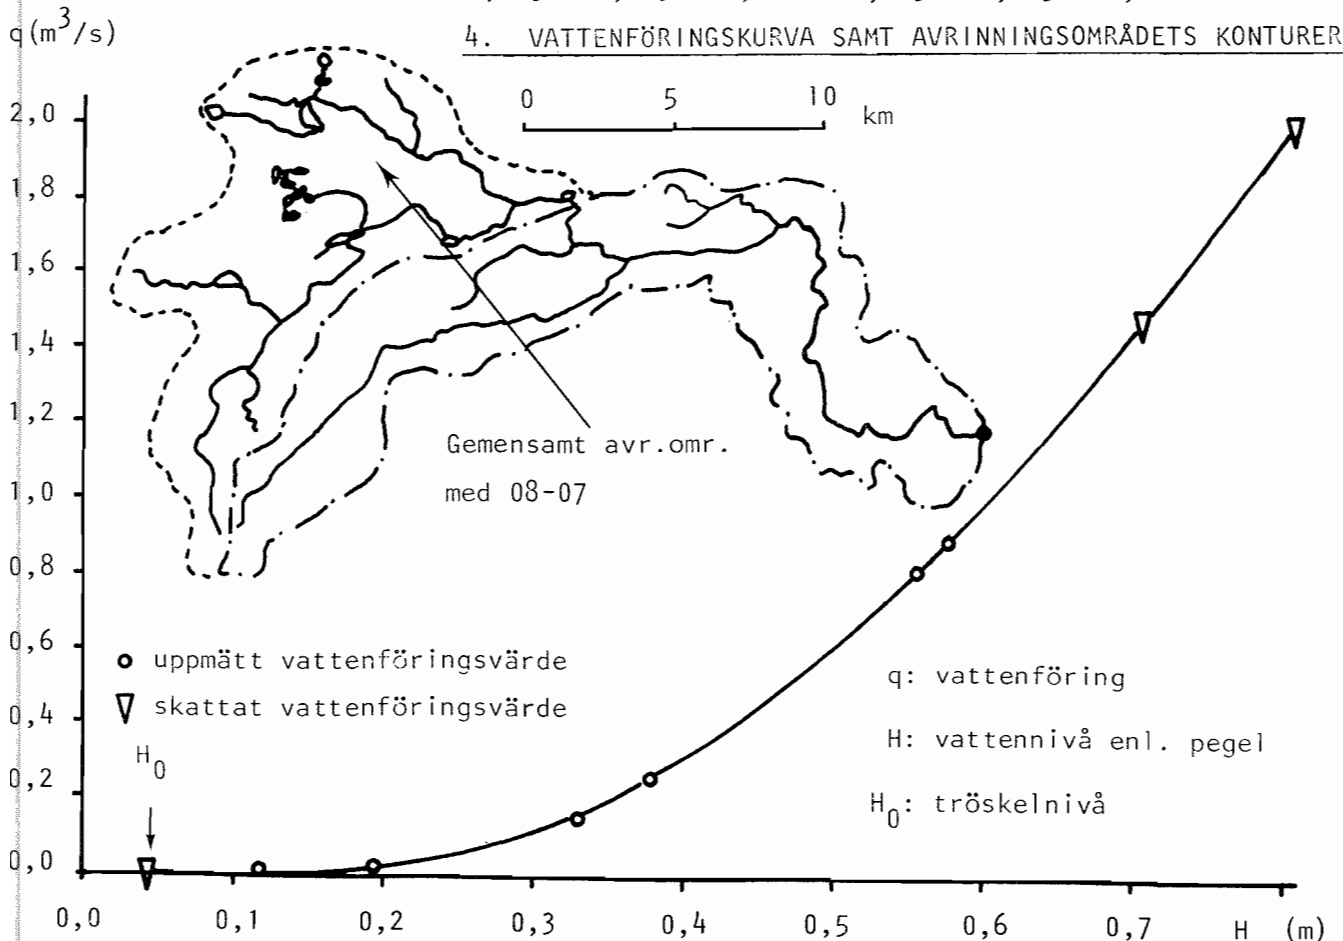 4. VATTENFÖRINGSKURVA SAMT AVRINNINGSOMRÅDETS KONTURER
q(m³/s)
0 5 10 km
2,0
1,8
1,6
1,4
1,2
1,0
0,8
0,6
0,4
0,2
0,0
Gemensamt avr.omr.
med 08-07
uppmätt vattenföringsvärde
skattat vattenföringsvärde
H₀
q: vattenföring
H: vattennivå enl. pegel
H₀: tröskelnivå
0,0 0,1 0,2 0,3 0,4 0,5 0,6 0,7 H (m)